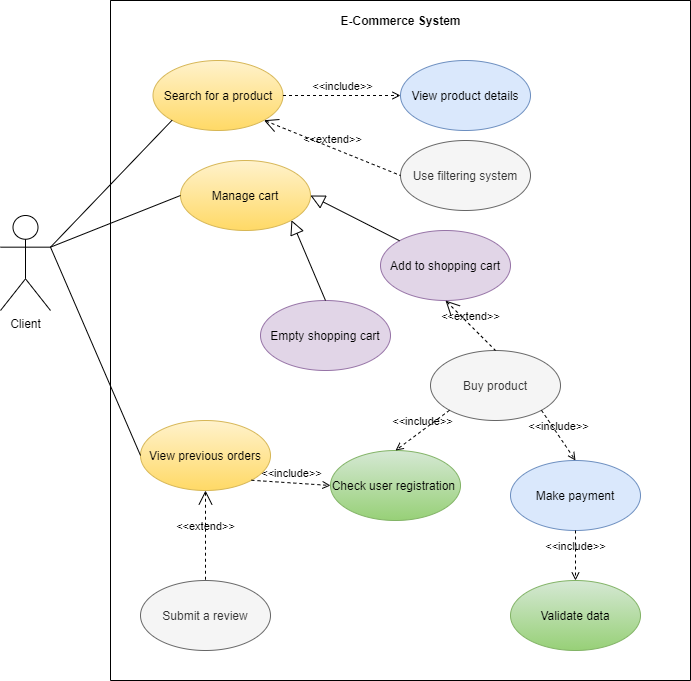 E-Commerce System
Search for a product
<<include>>
View product details
<<extend>>
Use filtering system
Manage cart
Add to shopping cart
Client
<<extend>>
Empty shopping cart
Buy product
<<include>>
<<include>>
View previous orders
<<include>>
Check user registration
Make payment
<<extend>>
<<include>>
Submit a review
Validate data